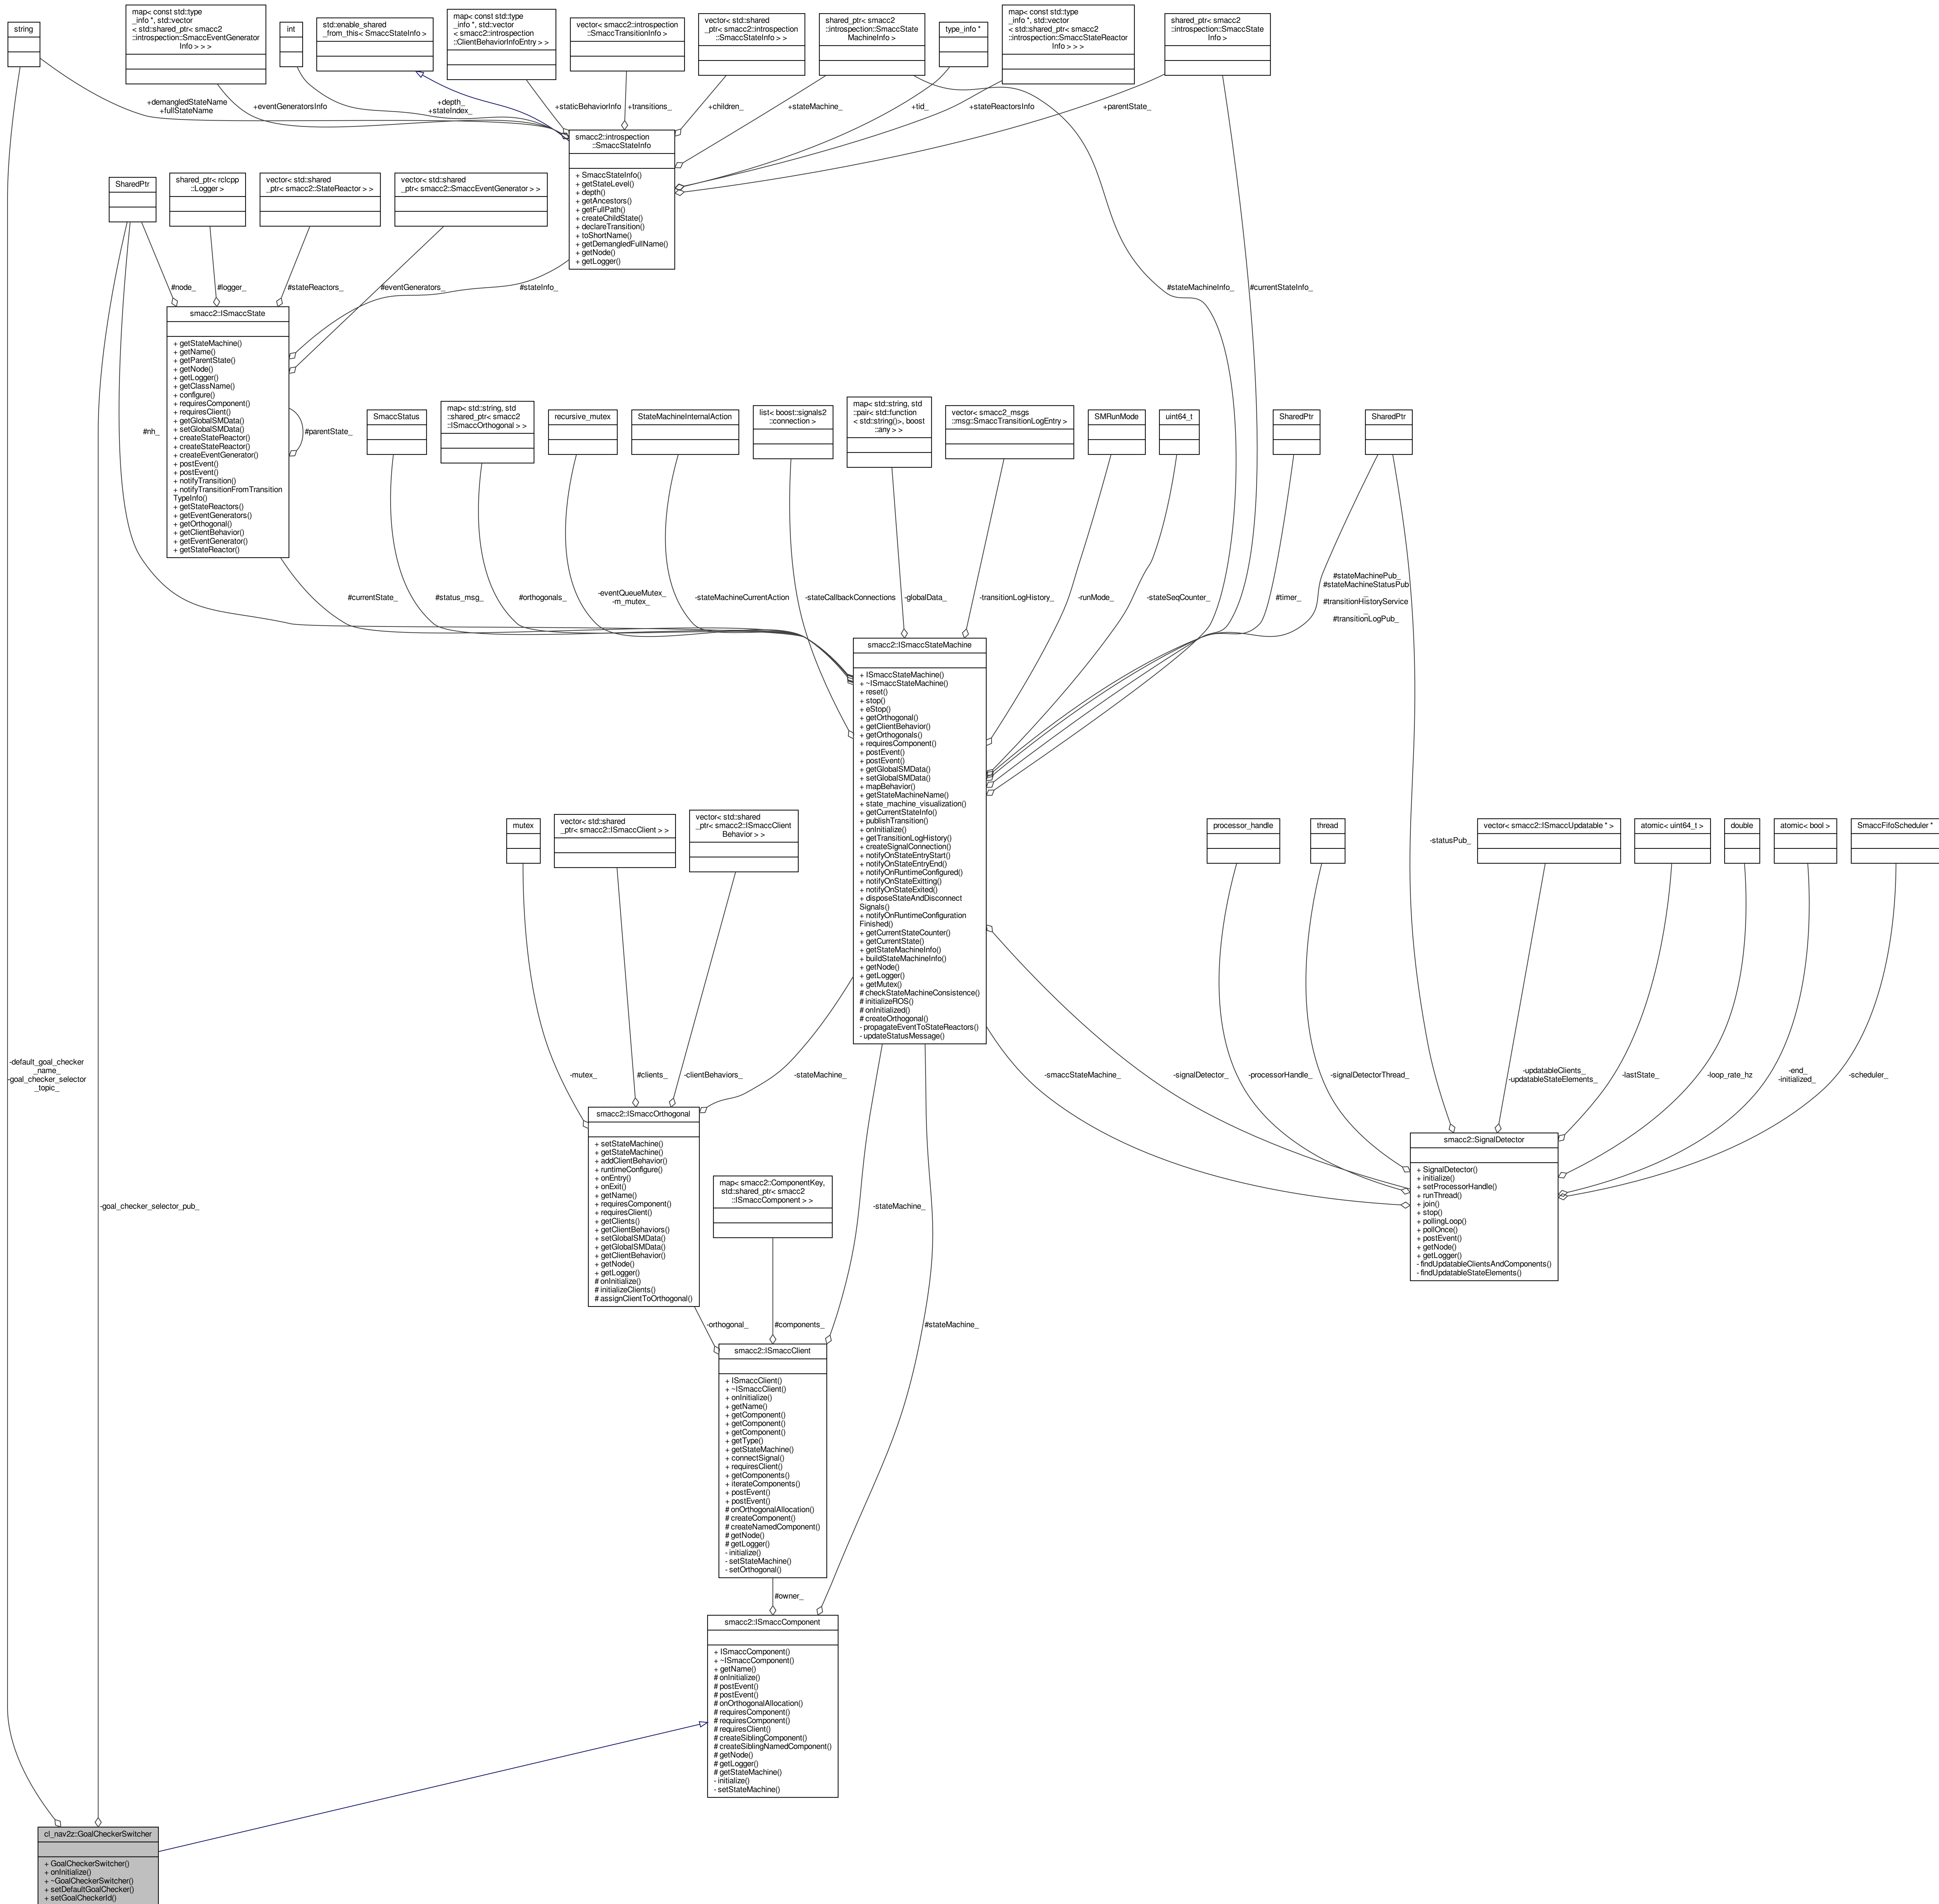 string
map< const std::type
_info *, std::vector
< std::shared_ptr< smacc2
::introspection::SmaccEventGenerator
Info > > >
int
std::enable_shared
_from_this< SmaccStateInfo >
map< const std::type
_info *, std::vector
< smacc2::introspection
::ClientBehaviorInfoEntry > >
vector< smacc2::introspection
::SmaccTransitionInfo >
vector< std::shared
_ptr< smacc2::introspection
::SmaccStateInfo > >
shared_ptr< smacc2
::introspection::SmaccState
MachineInfo >
type_info *
map< const std::type
_info *, std::vector
< std::shared_ptr< smacc2
::introspection::SmaccStateReactor
Info > > >
shared_ptr< smacc2
::introspection::SmaccState
Info >
+demangledStateName
+fullStateName
+eventGeneratorsInfo
+depth_
+stateIndex_
+staticBehaviorInfo
+transitions_
+children_
+stateMachine_
+tid_
+stateReactorsInfo
+parentState_
smacc2::introspection
::SmaccStateInfo
+ SmaccStateInfo()
+ getStateLevel()
+ depth()
+ getAncestors()
+ getFullPath()
+ createChildState()
+ declareTransition()
+ toShortName()
+ getDemangledFullName()
+ getNode()
+ getLogger()
SharedPtr
shared_ptr< rclcpp
::Logger >
vector< std::shared
_ptr< smacc2::StateReactor > >
vector< std::shared
_ptr< smacc2::SmaccEventGenerator > >
#node_
#logger_
#stateReactors_
#eventGenerators_
#stateInfo_
#stateMachineInfo_
#currentStateInfo_
smacc2::ISmaccState
+ getStateMachine()
+ getName()
+ getParentState()
+ getNode()
+ getLogger()
+ getClassName()
+ configure()
+ requiresComponent()
+ requiresClient()
+ getGlobalSMData()
+ setGlobalSMData()
+ createStateReactor()
+ createStateReactor()
+ createEventGenerator()
+ postEvent()
+ postEvent()
+ notifyTransition()
+ notifyTransitionFromTransition
TypeInfo()
+ getStateReactors()
+ getEventGenerators()
+ getOrthogonal()
+ getClientBehavior()
+ getEventGenerator()
+ getStateReactor()
#nh_
#parentState_
SmaccStatus
map< std::string, std
::shared_ptr< smacc2
::ISmaccOrthogonal > >
recursive_mutex
StateMachineInternalAction
list< boost::signals2
::connection >
map< std::string, std
::pair< std::function
< std::string()>, boost
::any > >
vector< smacc2_msgs
::msg::SmaccTransitionLogEntry >
SMRunMode
uint64_t
SharedPtr
SharedPtr
#currentState_
#status_msg_
#orthogonals_
-eventQueueMutex_
-m_mutex_
-stateMachineCurrentAction
-stateCallbackConnections
-globalData_
-transitionLogHistory_
-runMode_
-stateSeqCounter_
#timer_
#stateMachinePub_
#stateMachineStatusPub
_
#transitionHistoryService
_
#transitionLogPub_
smacc2::ISmaccStateMachine
+ ISmaccStateMachine()
+ ~ISmaccStateMachine()
+ reset()
+ stop()
+ eStop()
+ getOrthogonal()
+ getClientBehavior()
+ getOrthogonals()
+ requiresComponent()
+ postEvent()
+ postEvent()
+ getGlobalSMData()
+ setGlobalSMData()
+ mapBehavior()
+ getStateMachineName()
+ state_machine_visualization()
+ getCurrentStateInfo()
+ publishTransition()
+ onInitialize()
+ getTransitionLogHistory()
+ createSignalConnection()
+ notifyOnStateEntryStart()
+ notifyOnStateEntryEnd()
+ notifyOnRuntimeConfigured()
+ notifyOnStateExitting()
+ notifyOnStateExited()
+ disposeStateAndDisconnect
Signals()
+ notifyOnRuntimeConfiguration
Finished()
+ getCurrentStateCounter()
+ getCurrentState()
+ getStateMachineInfo()
+ buildStateMachineInfo()
+ getNode()
+ getLogger()
+ getMutex()
# checkStateMachineConsistence()
# initializeROS()
# onInitialized()
# createOrthogonal()
- propagateEventToStateReactors()
- updateStatusMessage()
mutex
vector< std::shared
_ptr< smacc2::ISmaccClient > >
vector< std::shared
_ptr< smacc2::ISmaccClient
Behavior > >
processor_handle
thread
-statusPub_
vector< smacc2::ISmaccUpdatable * >
atomic< uint64_t >
double
atomic< bool >
SmaccFifoScheduler *
-default_goal_checker
_name_
-goal_checker_selector
_topic_
-mutex_
#clients_
-clientBehaviors_
-stateMachine_
-smaccStateMachine_
-signalDetector_
-processorHandle_
-signalDetectorThread_
-updatableClients_
-updatableStateElements_
-lastState_
-loop_rate_hz
-end_
-initialized_
-scheduler_
smacc2::ISmaccOrthogonal
+ setStateMachine()
+ getStateMachine()
+ addClientBehavior()
+ runtimeConfigure()
+ onEntry()
+ onExit()
+ getName()
+ requiresComponent()
+ requiresClient()
+ getClients()
+ getClientBehaviors()
+ setGlobalSMData()
+ getGlobalSMData()
+ getClientBehavior()
+ getNode()
+ getLogger()
# onInitialize()
# initializeClients()
# assignClientToOrthogonal()
smacc2::SignalDetector
+ SignalDetector()
+ initialize()
+ setProcessorHandle()
+ runThread()
+ join()
+ stop()
+ pollingLoop()
+ pollOnce()
+ postEvent()
+ getNode()
+ getLogger()
- findUpdatableClientsAndComponents()
- findUpdatableStateElements()
map< smacc2::ComponentKey,
std::shared_ptr< smacc2
::ISmaccComponent > >
-goal_checker_selector_pub_
-stateMachine_
-orthogonal_
#components_
#stateMachine_
smacc2::ISmaccClient
+ ISmaccClient()
+ ~ISmaccClient()
+ onInitialize()
+ getName()
+ getComponent()
+ getComponent()
+ getComponent()
+ getType()
+ getStateMachine()
+ connectSignal()
+ requiresClient()
+ getComponents()
+ iterateComponents()
+ postEvent()
+ postEvent()
# onOrthogonalAllocation()
# createComponent()
# createNamedComponent()
# getNode()
# getLogger()
- initialize()
- setStateMachine()
- setOrthogonal()
#owner_
smacc2::ISmaccComponent
+ ISmaccComponent()
+ ~ISmaccComponent()
+ getName()
# onInitialize()
# postEvent()
# postEvent()
# onOrthogonalAllocation()
# requiresComponent()
# requiresComponent()
# requiresClient()
# createSiblingComponent()
# createSiblingNamedComponent()
# getNode()
# getLogger()
# getStateMachine()
- initialize()
- setStateMachine()
cl_nav2z::GoalCheckerSwitcher
+ GoalCheckerSwitcher()
+ onInitialize()
+ ~GoalCheckerSwitcher()
+ setDefaultGoalChecker()
+ setGoalCheckerId()